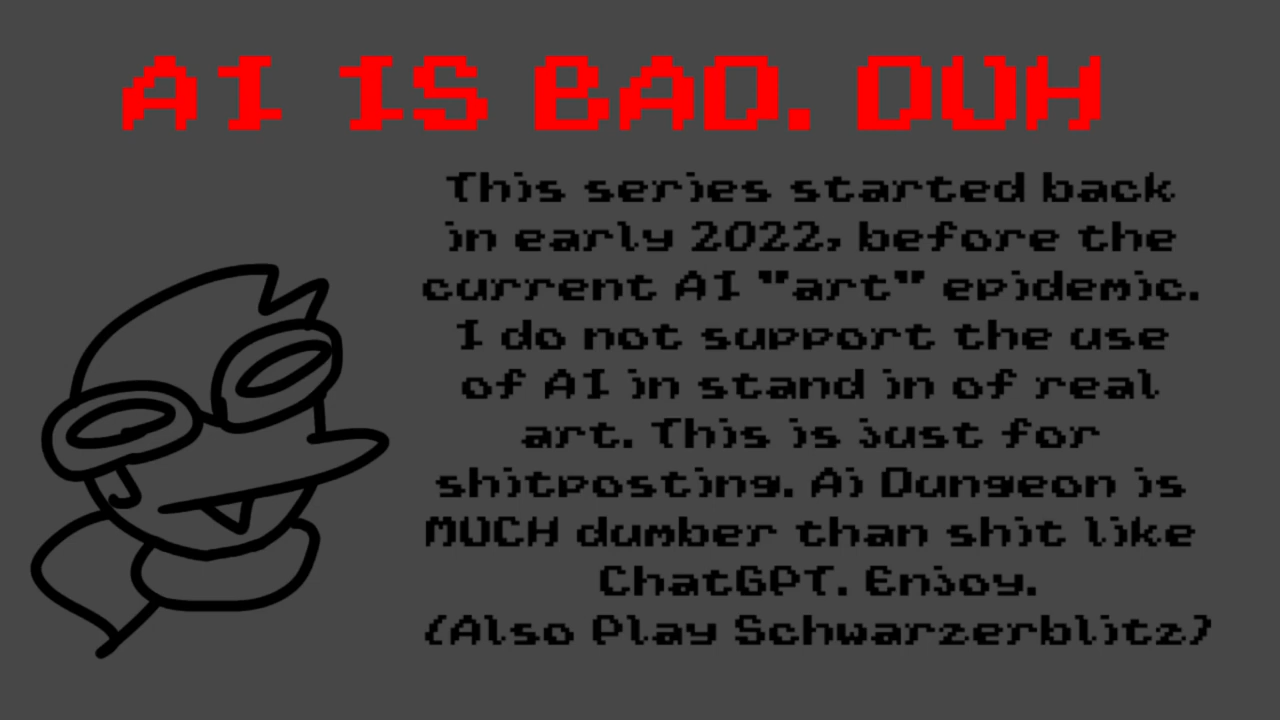 AI IS BAD. DUH
This series started back
in early 2022, before the
current AI "art" epidemic.
I do not support the use
of AI in stand in of real
art. This is just for
shitposting. Ai Dungeon is
MUCH dumber than shit like
ChatGPT. Enjoy.
(Also Play Schwarzerblitz)